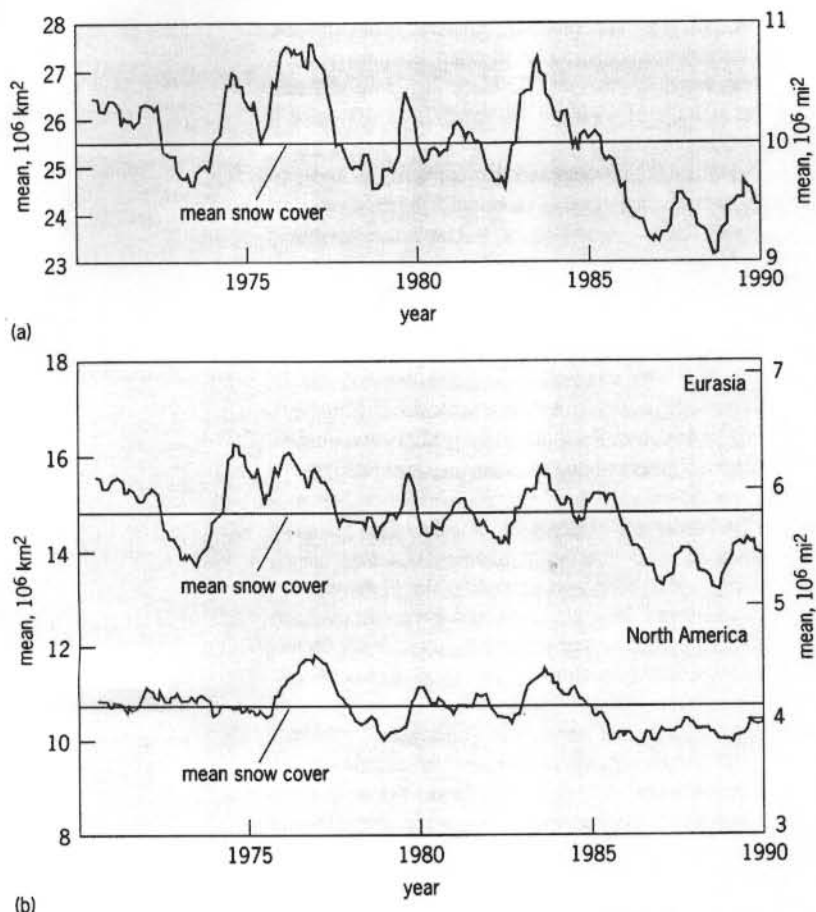 28
27
26
25
24
23
mean, 10⁶ km²
11
10
9
mean, 10⁶ mi²
mean snow cover
1975 1980 1985 1990
year
(a)
18
16
14
12
10
8
mean, 10⁶ km²
7
6
5
4
3
mean, 10⁶ mi²
Eurasia
mean snow cover
North America
mean snow cover
1975 1980 1985 1990
year
(b)